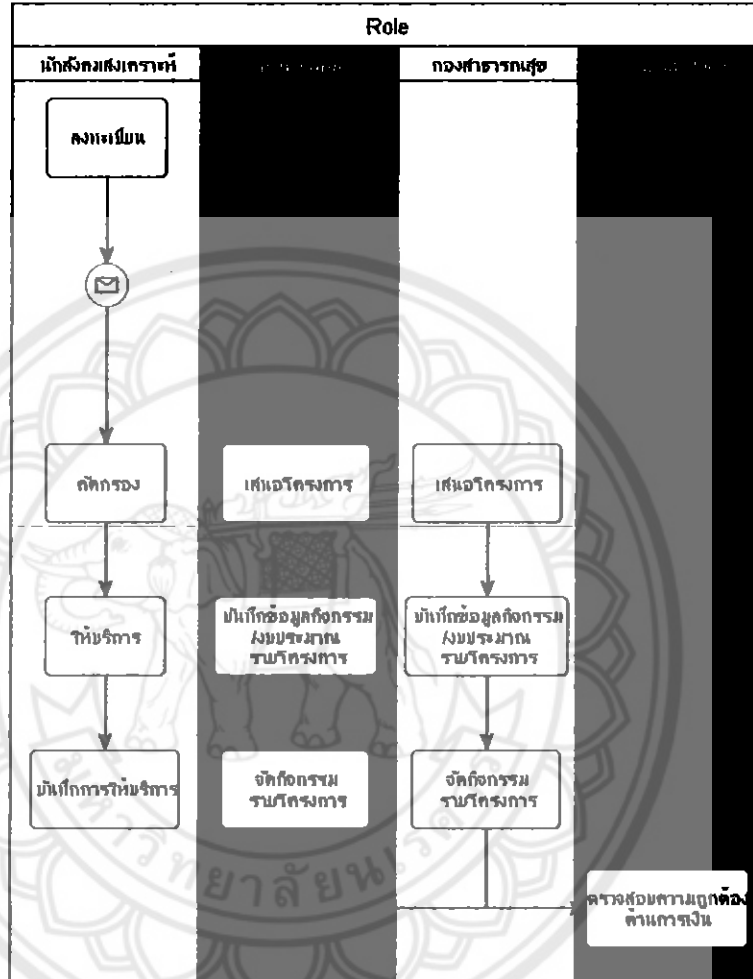 Role
นักสังคมสงเคราะห์
กองสาธารณสุข
ลงทะเบียน
คัดกรอง
เสนอโครงการ
เสนอโครงการ
ให้บริการ
บันทึกข้อมูลกิจกรรม
/งบประมาณ
รายโครงการ
บันทึกข้อมูลกิจกรรม
/งบประมาณ
รายโครงการ
บันทึกการให้บริการ
จัดกิจกรรม
รายโครงการ
จัดกิจกรรม
รายโครงการ
ตรวจสอบความถูกต้อง
ด้านการเงิน